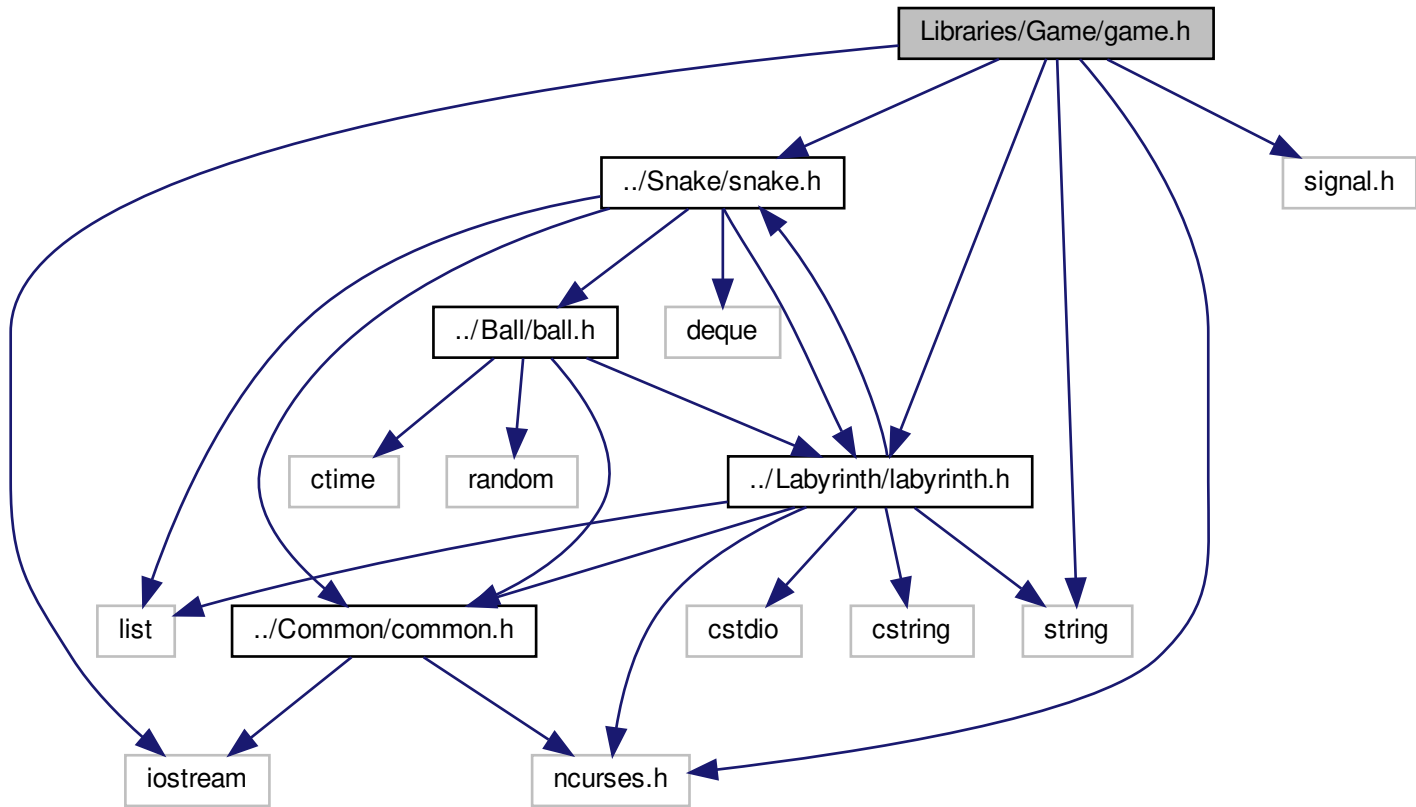 Libraries/Game/game.h
../Snake/snake.h
signal.h
../Ball/ball.h
deque
ctime
random
../Labyrinth/labyrinth.h
list
../Common/common.h
cstdio
cstring
string
iostream
ncurses.h